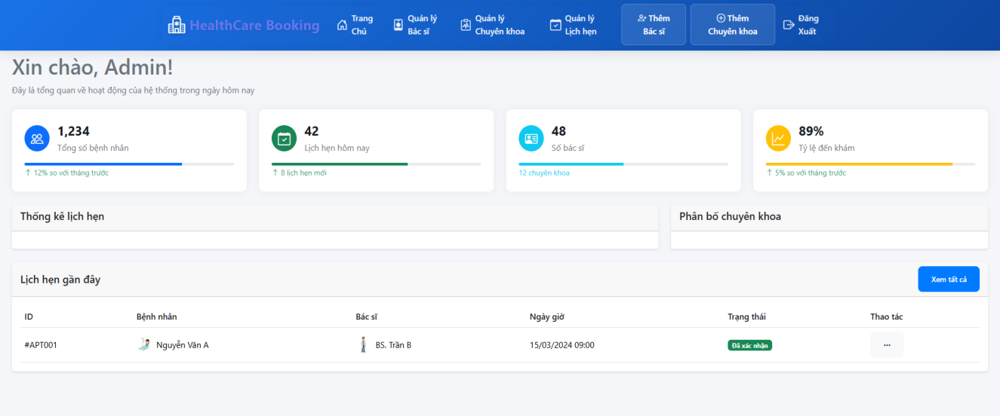 HealthCare Booking
Trang Chủ
Quản lý Bác sĩ
Quản lý Chuyên khoa
Quản lý Lịch hẹn
Thêm Bác sĩ
Thêm Chuyên khoa
Đăng Xuất
Xin chào, Admin!
Đây là tổng quan về hoạt động của hệ thống trong ngày hôm nay
1,234
Tổng số bệnh nhân
↑ 12% so với tháng trước
42
Lịch hẹn hôm nay
↑ 8 lịch hẹn mới
48
Số bác sĩ
12 chuyên khoa
89%
Tỷ lệ đến khám
↑ 5% so với tháng trước
Thống kê lịch hẹn
Phân bố chuyên khoa
Lịch hẹn gần đây
Xem tất cả
ID Bệnh nhân Bác sĩ Ngày giờ Trạng thái Thao tác
#APT001 Nguyễn Văn A BS. Trần B 15/03/2024 09:00 Đã xác nhận ...